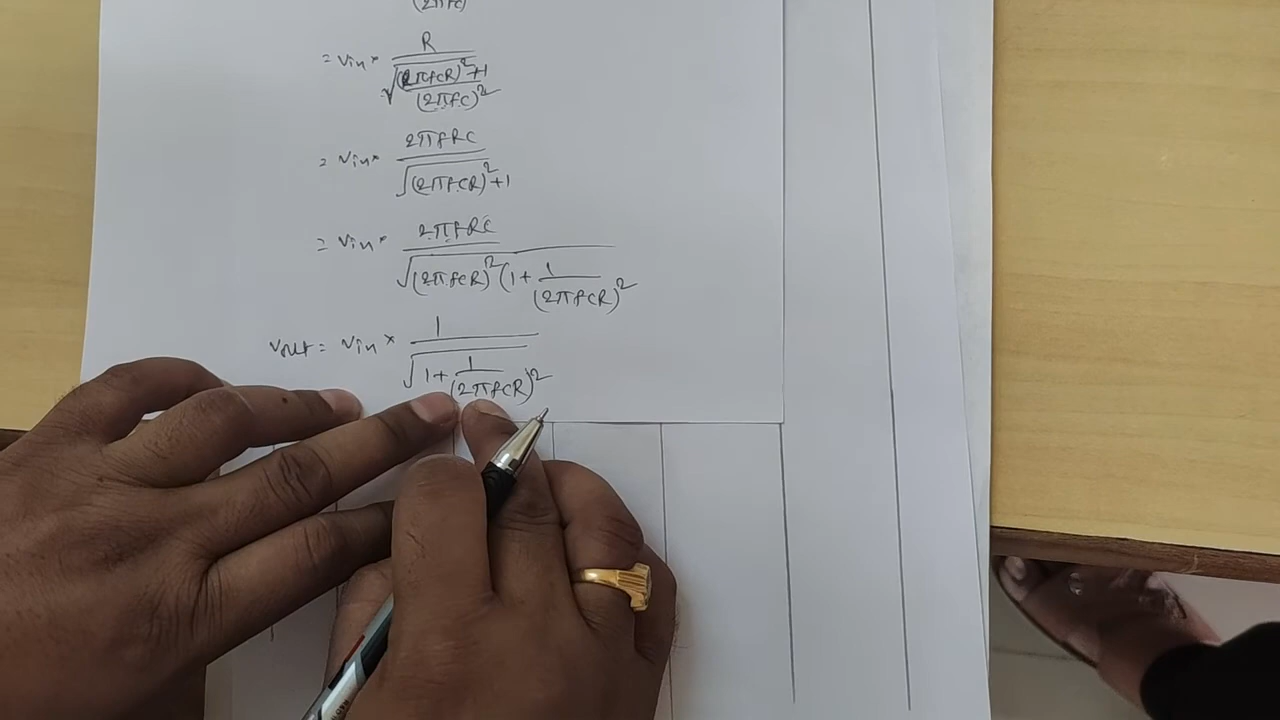 (2πfC)
= Vin * R / √(((2πfCR)²+1) / (2πfC)²)
= Vin * 2πfRC / √((2πfCR)²+1)
= Vin * 2πfRC / √((2πfCR)²(1+1/(2πfCR)²
Vout = Vin * 1 / √(1+1/(2πfCR)²)